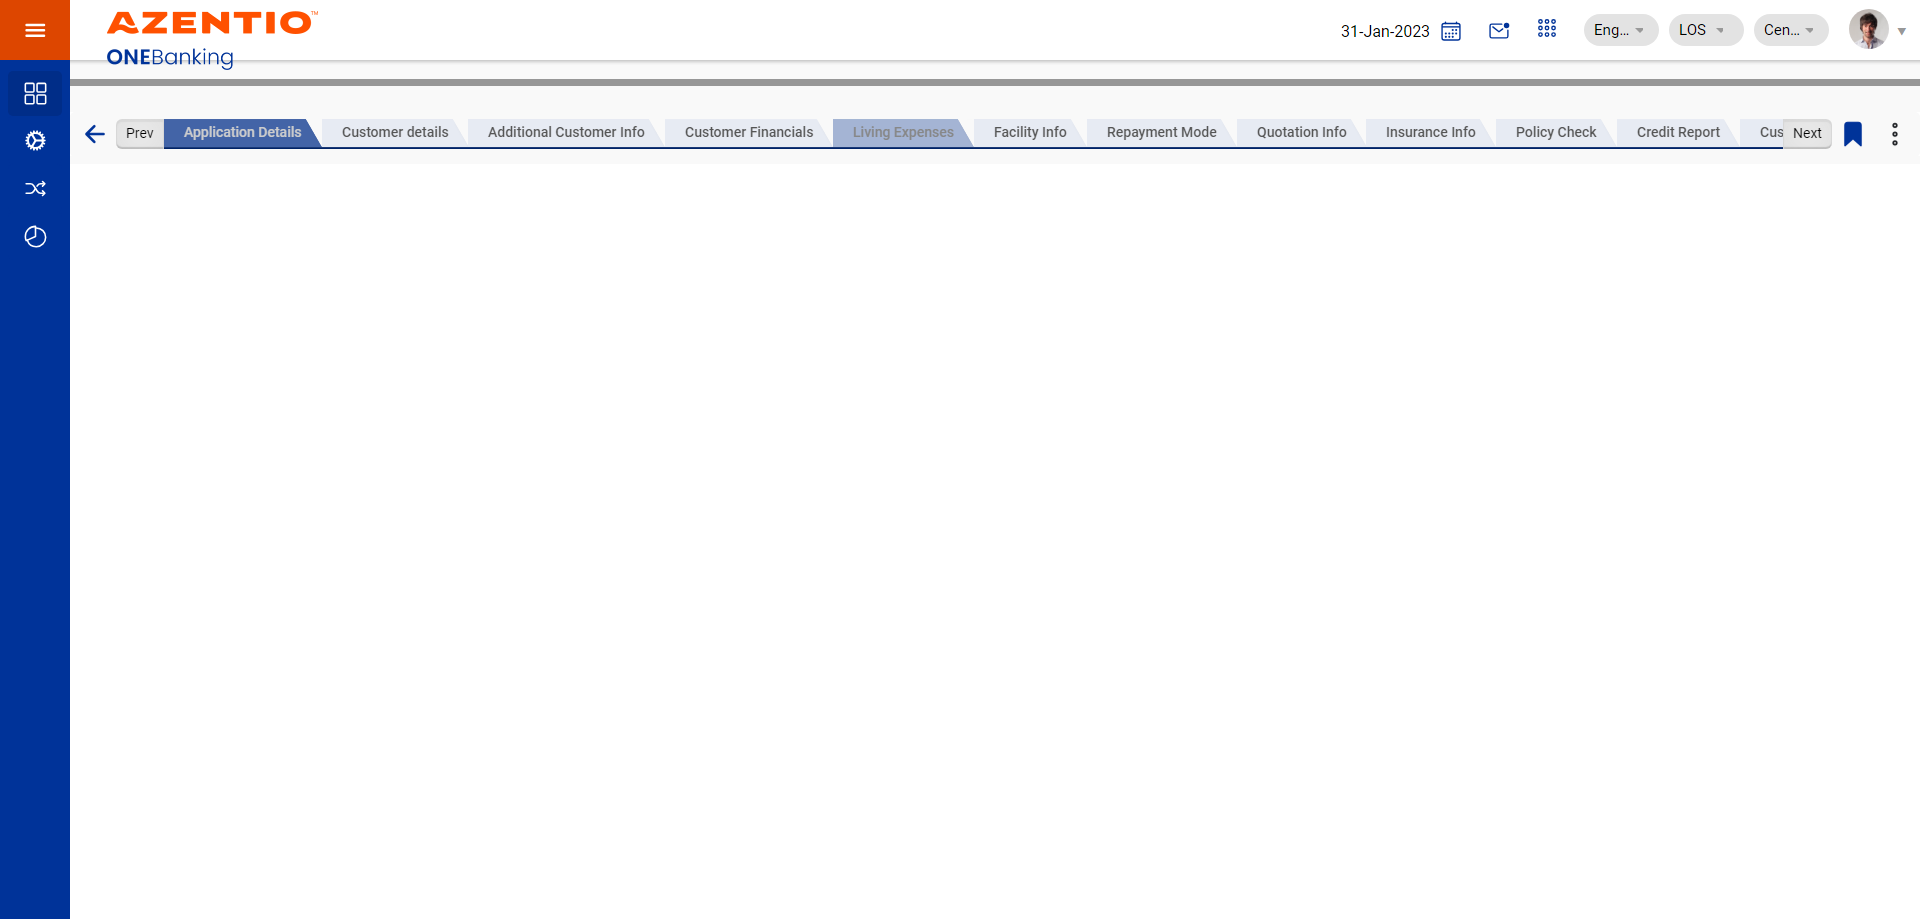 AZENTIO™
ONEBanking
31-Jan-2023
Eng...
LOS
Cen...
Prev
Application Details
Customer details
Additional Customer Info
Customer Financials
Living Expenses
Facility Info
Repayment Mode
Quotation Info
Insurance Info
Policy Check
Credit Report
Cus
Next